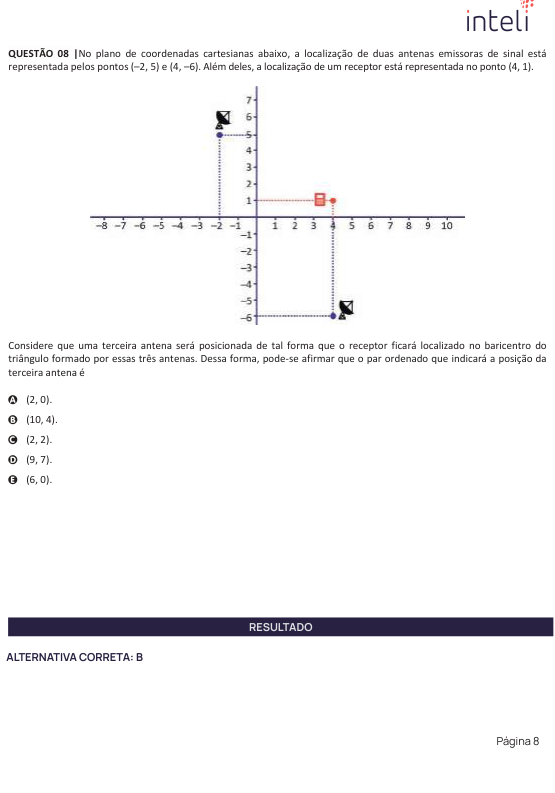 inteli
QUESTÃO 08 |No plano de coordenadas cartesianas abaixo, a localização de duas antenas emissoras de sinal está
representada pelos pontos (–2, 5) e (4, –6). Além deles, a localização de um receptor está representada no ponto (4, 1).
7
6
5
4
3
2
1
–8 –7 –6 –5 –4 –3 –2 –1 1 2 3 4 5 6 7 8 9 10
–1
–2
–3
–4
–5
–6
Considere que uma terceira antena será posicionada de tal forma que o receptor ficará localizado no baricentro do
triângulo formado por essas três antenas. Dessa forma, pode-se afirmar que o par ordenado que indicará a posição da
terceira antena é
A (2, 0).
B (10, 4).
C (2, 2).
D (9, 7).
E (6, 0).
RESULTADO
ALTERNATIVA CORRETA: B
Página 8